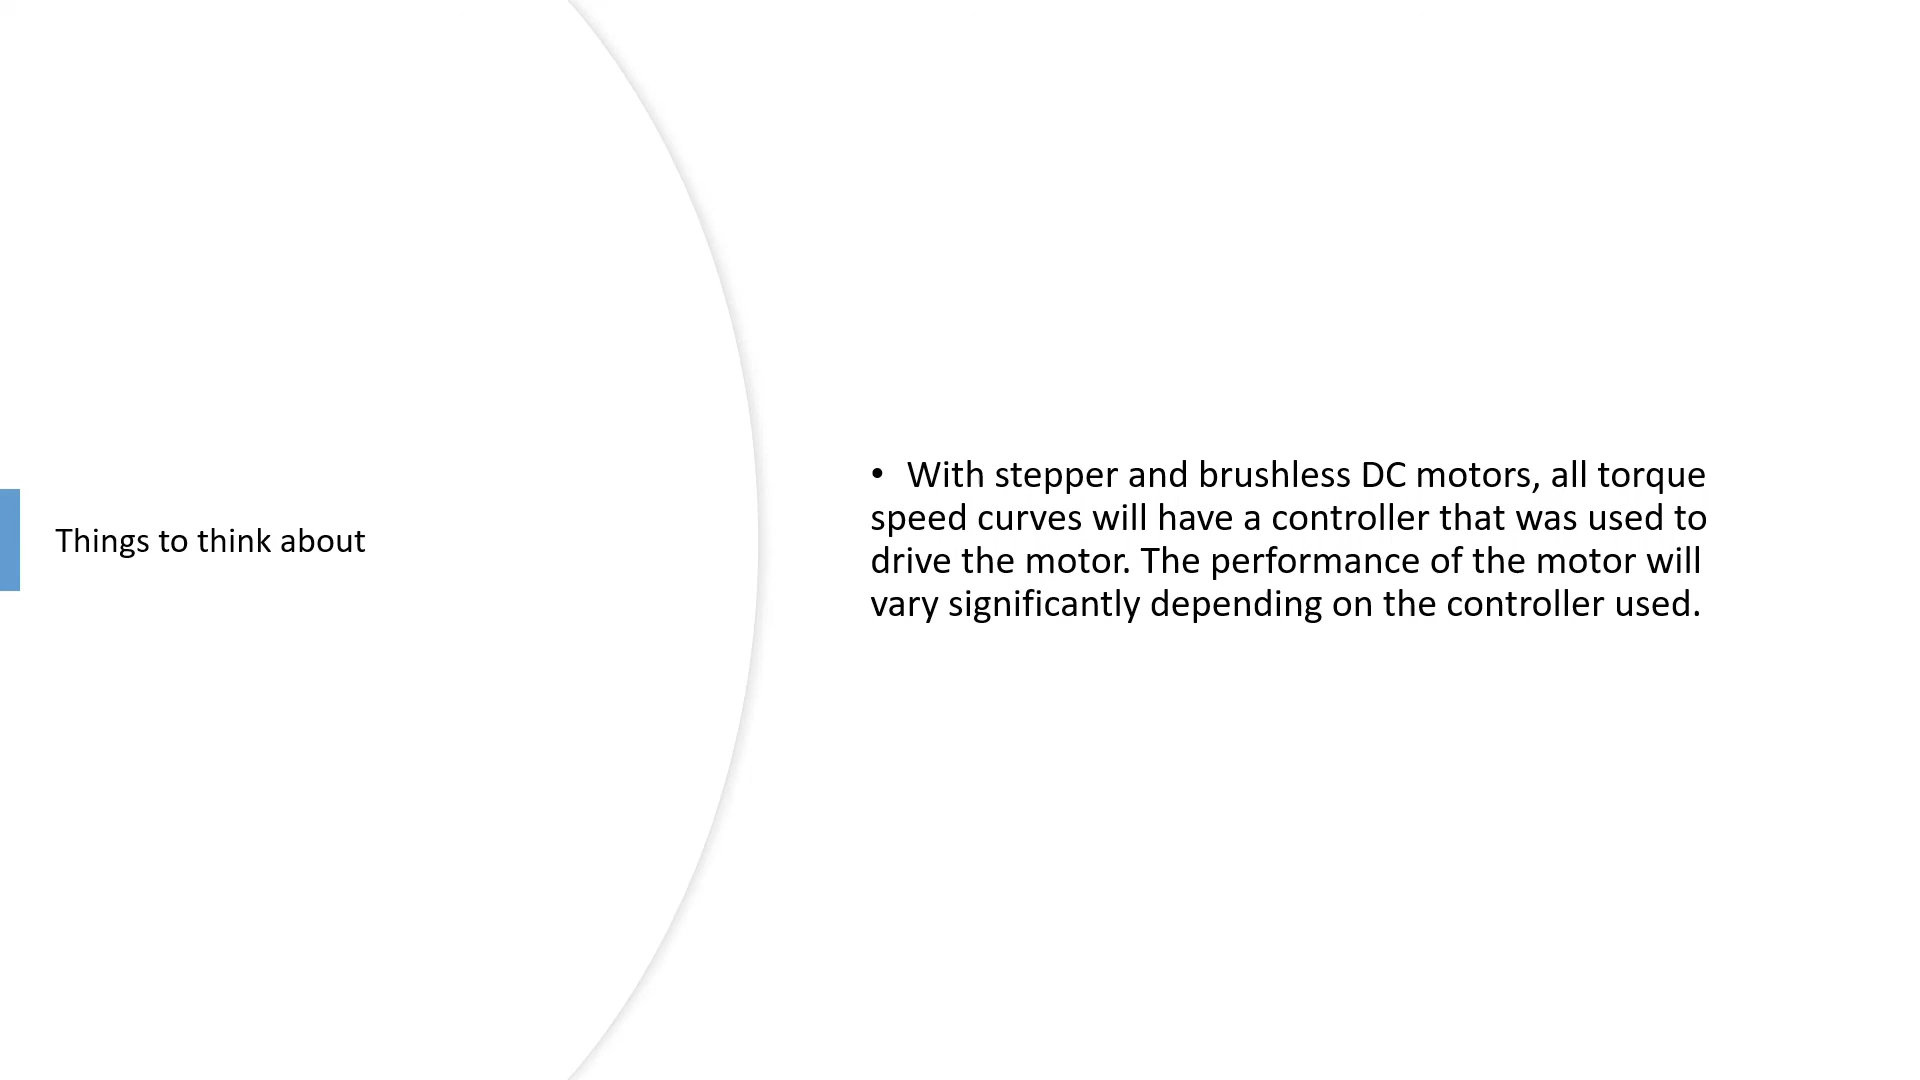 Things to think about
• With stepper and brushless DC motors, all torque
speed curves will have a controller that was used to
drive the motor. The performance of the motor will
vary significantly depending on the controller used.